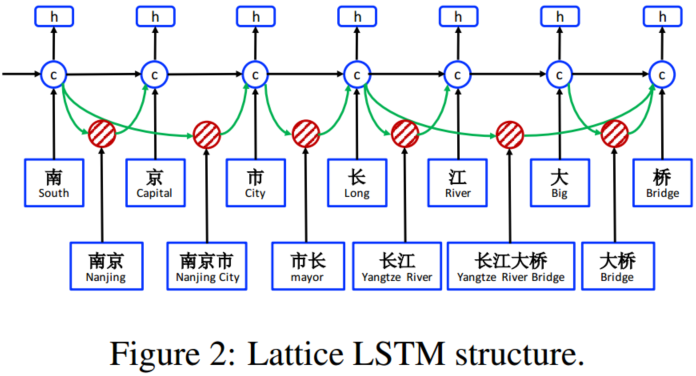 h h h h h h h
c c c c c c c
南 京 市 长 江 大 桥
South Capital City Long River Big Bridge
南京 南京市 市长 长江 长江大桥 大桥
Nanjing Nanjing City mayor Yangtze River Yangtze River Bridge Bridge
Figure 2: Lattice LSTM structure.